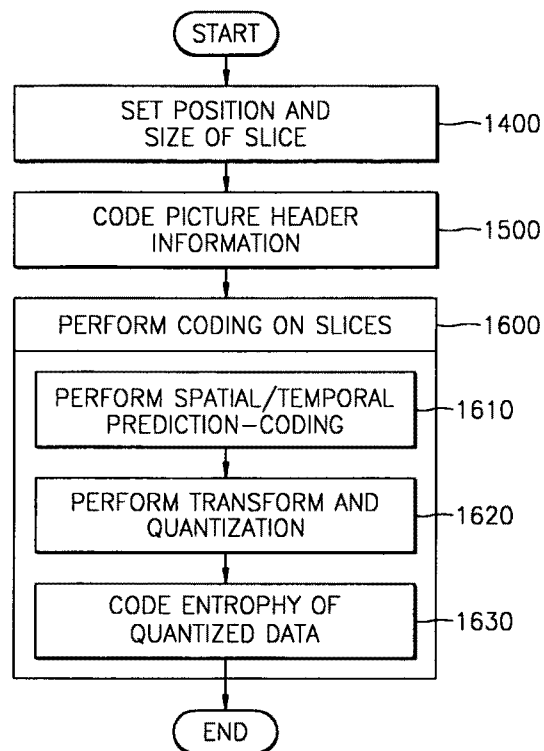 START
SET POSITION AND
SIZE OF SLICE
1400
CODE PICTURE HEADER
INFORMATION
1500
PERFORM CODING ON SLICES
1600
PERFORM SPATIAL/TEMPORAL
PREDICTION-CODING
1610
PERFORM TRANSFORM AND
QUANTIZATION
1620
CODE ENTROPHY OF
QUANTIZED DATA
1630
END